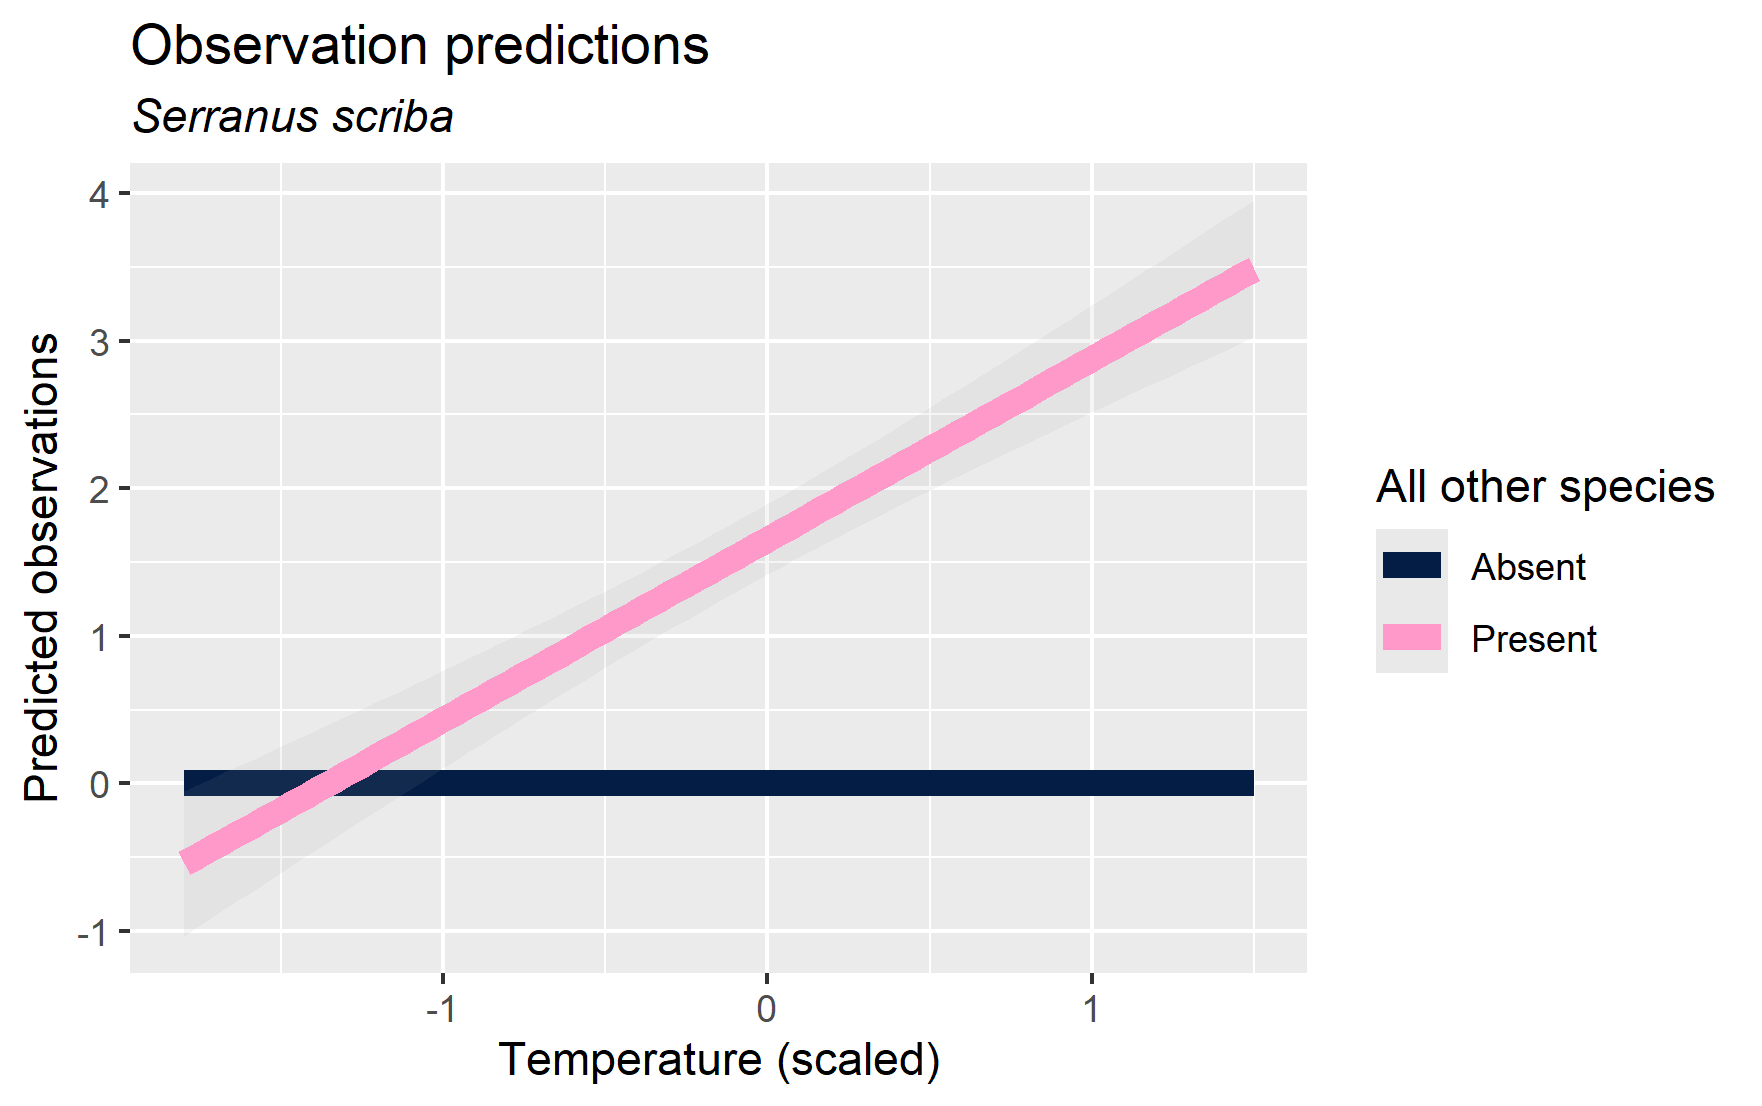 Observation predictions
Serranus scriba
Predicted observations
4
3
2
1
0
-1
-1 0 1
Temperature (scaled)
All other species
Absent
Present